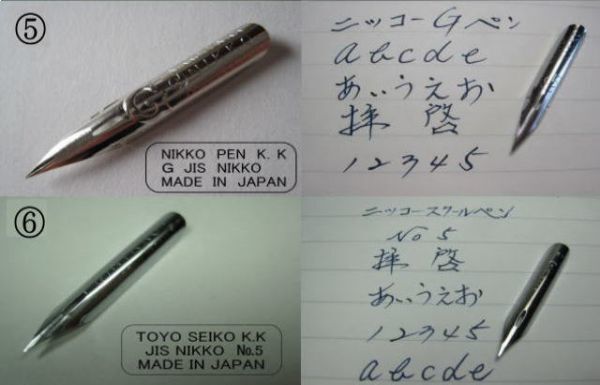 ⑤
G
NIKKO PEN K.K
G JIS NIKKO
MADE IN JAPAN
ニッコーGペン
abcde
あいうえお
拝 啓
12345
⑥
TOYO SEIKO K.K
JIS NIKKO No.5
MADE IN JAPAN
ニッコースクールペン
No 5
拝 啓
あいうえお
12345
abcde